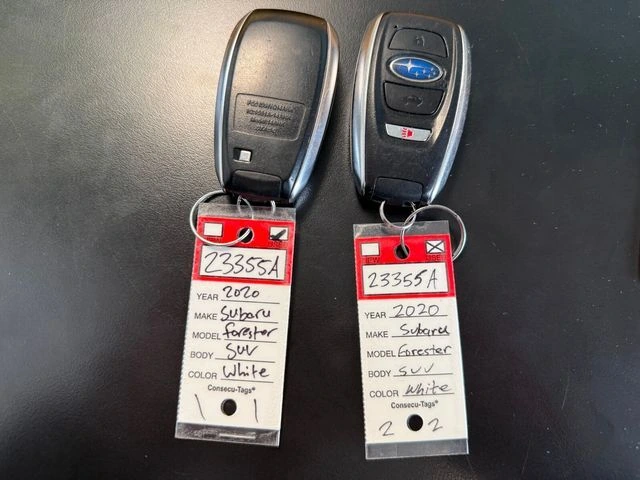 23355A
YEAR 2020
MAKE Subaru
MODEL Forester
BODY SUV
COLOR White
Consecu-Tags®
1 1
23355A
YEAR 2020
MAKE Subaru
MODEL Forester
BODY SUV
COLOR White
Consecu-Tags®
2 2